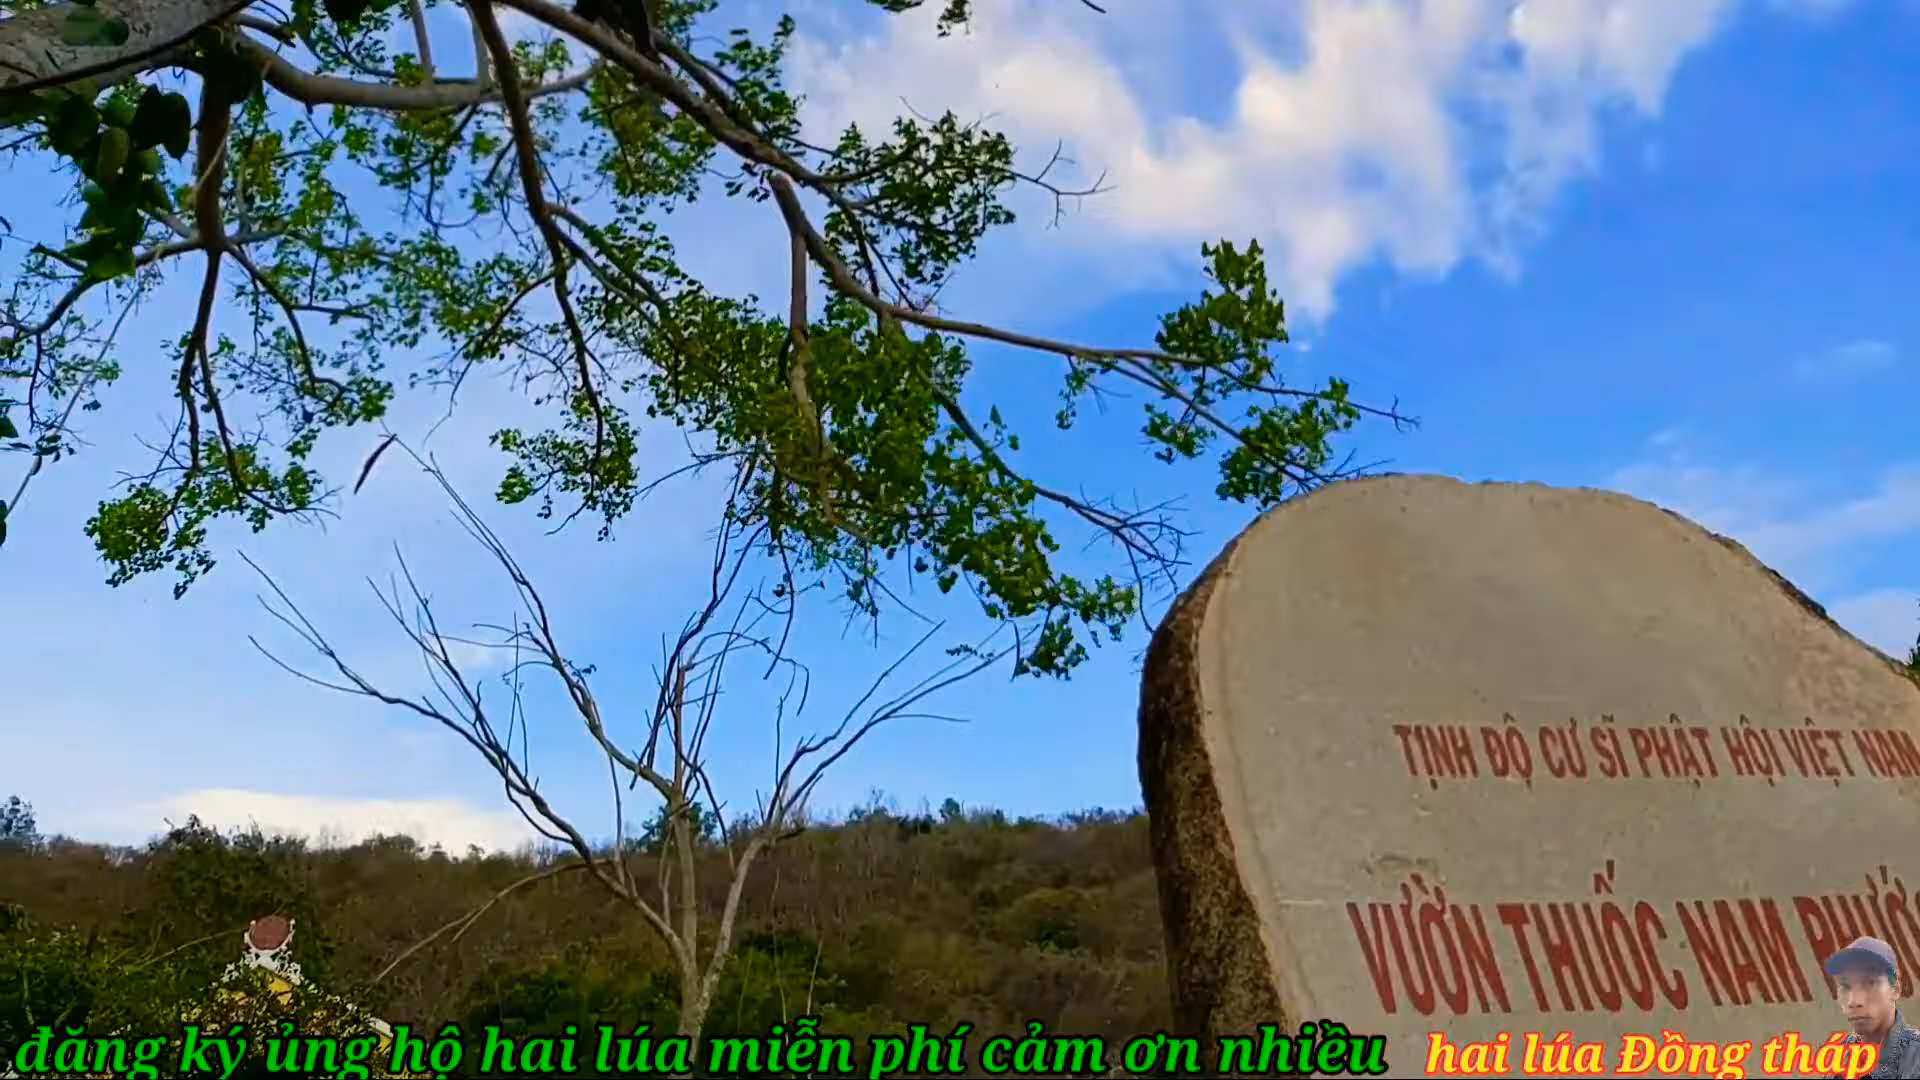 TỊNH ĐỘ CƯ SĨ PHẬT HỘI VIỆT NAM
VƯỜN THUỐC NAM
đăng ký ủng hộ hai lúa miễn phí cảm ơn nhiều
hai lúa Đồng tháp